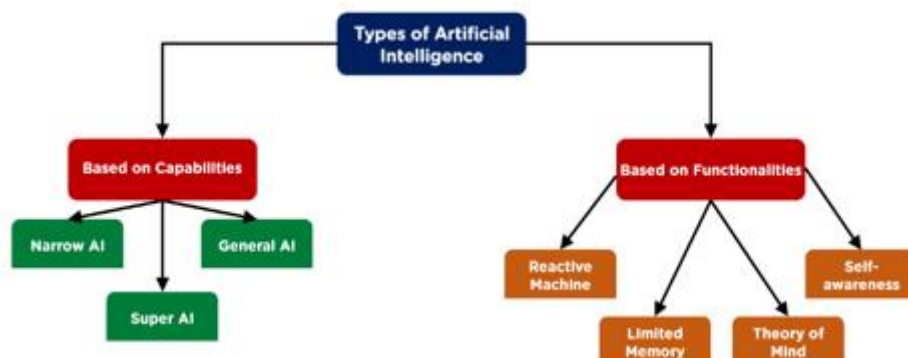 Types of Artificial
Intelligence
Based on Capabilities
Based on Functionalities
Narrow AI
General AI
Super AI
Reactive
Machine
Self-
awareness
Limited
Memory
Theory of
Mind